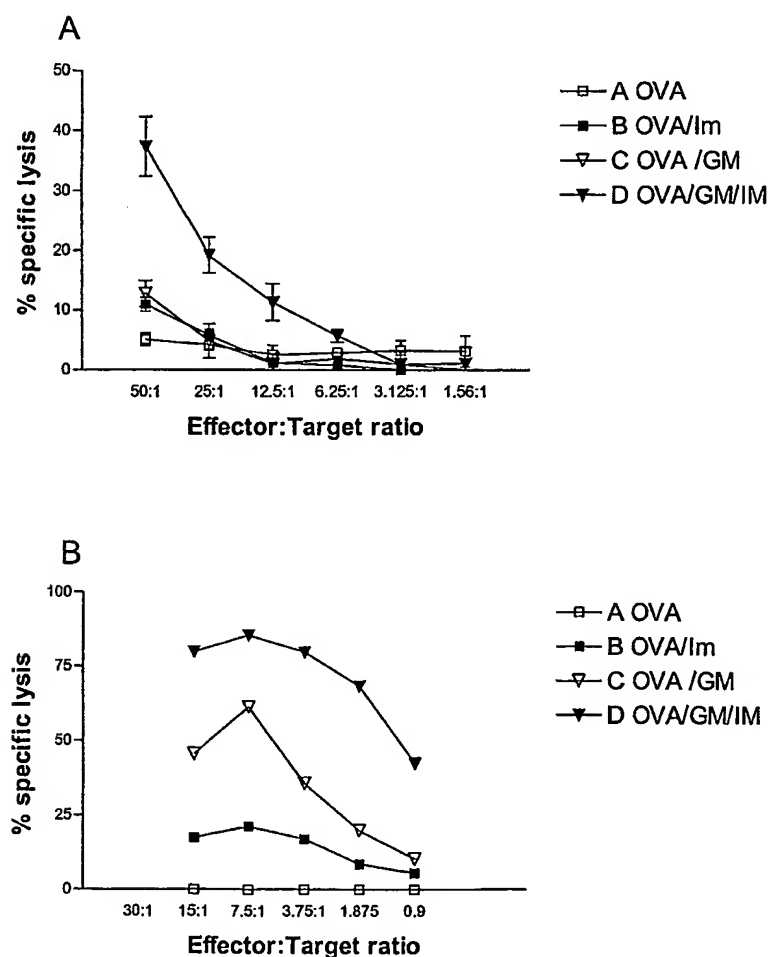 A
50
40
30
20
10
0
% specific lysis
50:1 25:1 12.5:1 6.25:1 3.125:1 1.56:1
Effector:Target ratio
A OVA
B OVA/Im
C OVA /GM
D OVA/GM/IM
B
100
75
50
25
0
% specific lysis
30:1 15:1 7.5:1 3.75:1 1.875 0.9
Effector:Target ratio
A OVA
B OVA/Im
C OVA /GM
D OVA/GM/IM